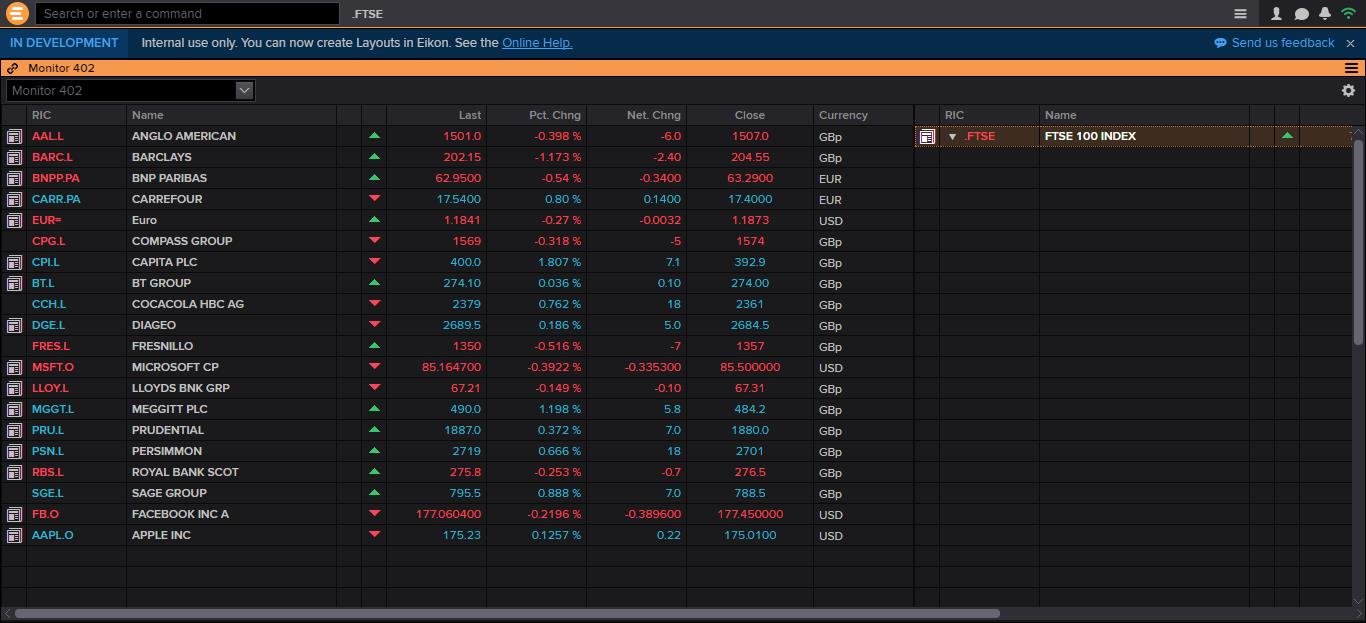 Search or enter a command .FTSE
IN DEVELOPMENT Internal use only. You can now create Layouts in Eikon. See the Online Help. Send us feedback
Monitor 402
Monitor 402
RIC Name Last Pct. Chng Net. Chng Close Currency RIC Name
AAL.L ANGLO AMERICAN 1501.0 -0.398 % -6.0 1507.0 GBp .FTSE FTSE 100 INDEX
BARC.L BARCLAYS 202.15 -1.173 % -2.40 204.55 GBp
BNPP.PA BNP PARIBAS 62.9500 -0.54 % -0.3400 63.2900 EUR
CARR.PA CARREFOUR 17.5400 0.80 % 0.1400 17.4000 EUR
EUR= Euro 1.1841 -0.27 % -0.0032 1.1873 USD
CPG.L COMPASS GROUP 1569 -0.318 % -5 1574 GBp
CPI.L CAPITA PLC 400.0 1.807 % 7.1 392.9 GBp
BT.L BT GROUP 274.10 0.036 % 0.10 274.00 GBp
CCH.L COCACOLA HBC AG 2379 0.762 % 18 2361 GBp
DGE.L DIAGEO 2689.5 0.186 % 5.0 2684.5 GBp
FRES.L FRESNILLO 1350 -0.516 % -7 1357 GBp
MSFT.O MICROSOFT CP 85.164700 -0.3922 % -0.335300 85.500000 USD
LLOY.L LLOYDS BNK GRP 67.21 -0.149 % -0.10 67.31 GBp
MGGT.L MEGGITT PLC 490.0 1.198 % 5.8 484.2 GBp
PRU.L PRUDENTIAL 1887.0 0.372 % 7.0 1880.0 GBp
PSN.L PERSIMMON 2719 0.666 % 18 2701 GBp
RBS.L ROYAL BANK SCOT 275.8 -0.253 % -0.7 276.5 GBp
SGE.L SAGE GROUP 795.5 0.888 % 7.0 788.5 GBp
FB.O FACEBOOK INC A 177.060400 -0.2196 % -0.389600 177.450000 USD
AAPL.O APPLE INC 175.23 0.1257 % 0.22 175.0100 USD